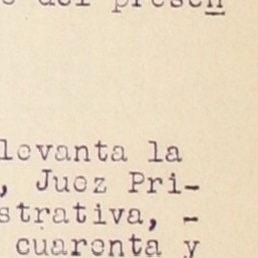 del presen
levanta la
, Juez Pri-
strativa, -
cuarenta y